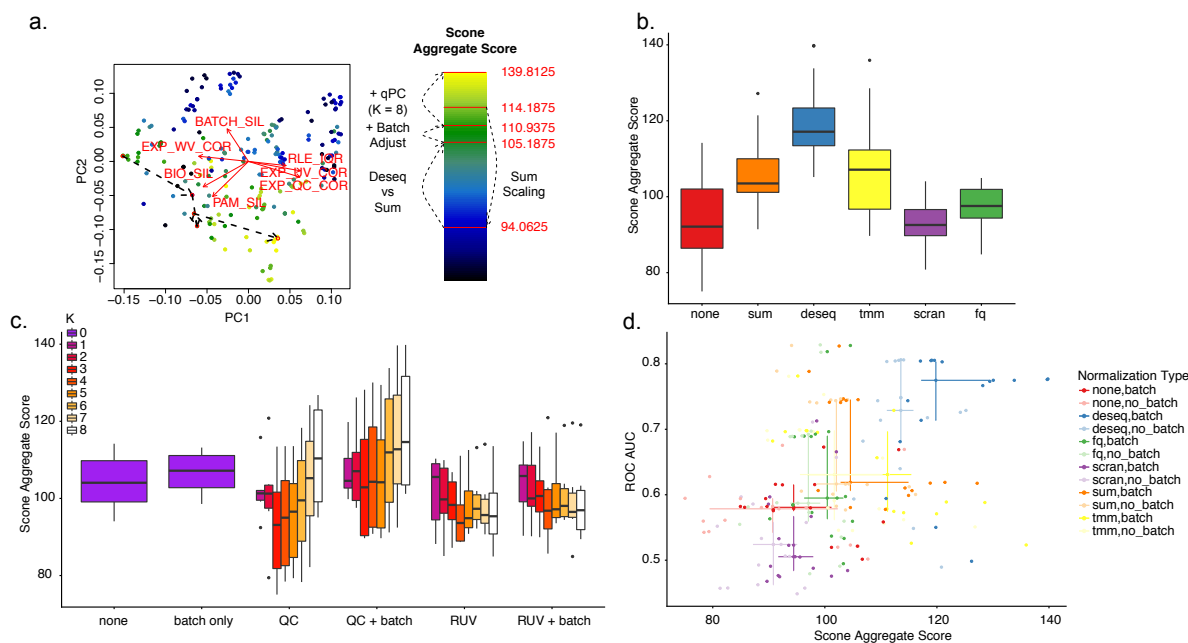 a.
PC2
0.10
0.05
0.00
−0.05
−0.10
−0.15
BATCH_SIL
EXP_WV_COR
RLE_IQR
EXP_UV_COR
BIO_SIL
EXP_QC_COR
PAM_SIL
−0.15 −0.10 −0.05 0.00 0.05 0.10
PC1
Scone
Aggregate Score
+ qPC
(K = 8)
+ Batch
Adjust
Deseq
vs
Sum
Sum
Scaling
139.8125
114.1875
110.9375
105.1875
94.0625
b.
Scone Aggregate Score
140
120
100
80
none sum deseq tmm scran fq
c.
Scone Aggregate Score
140
120
100
80
K
0
1
2
3
4
5
6
7
8
none batch only QC QC + batch RUV RUV + batch
d.
ROC AUC
0.8
0.7
0.6
0.5
80 100 120 140
Scone Aggregate Score
Normalization Type
none,batch
none,no_batch
deseq,batch
deseq,no_batch
fq,batch
fq,no_batch
scran,batch
scran,no_batch
sum,batch
sum,no_batch
tmm,batch
tmm,no_batch